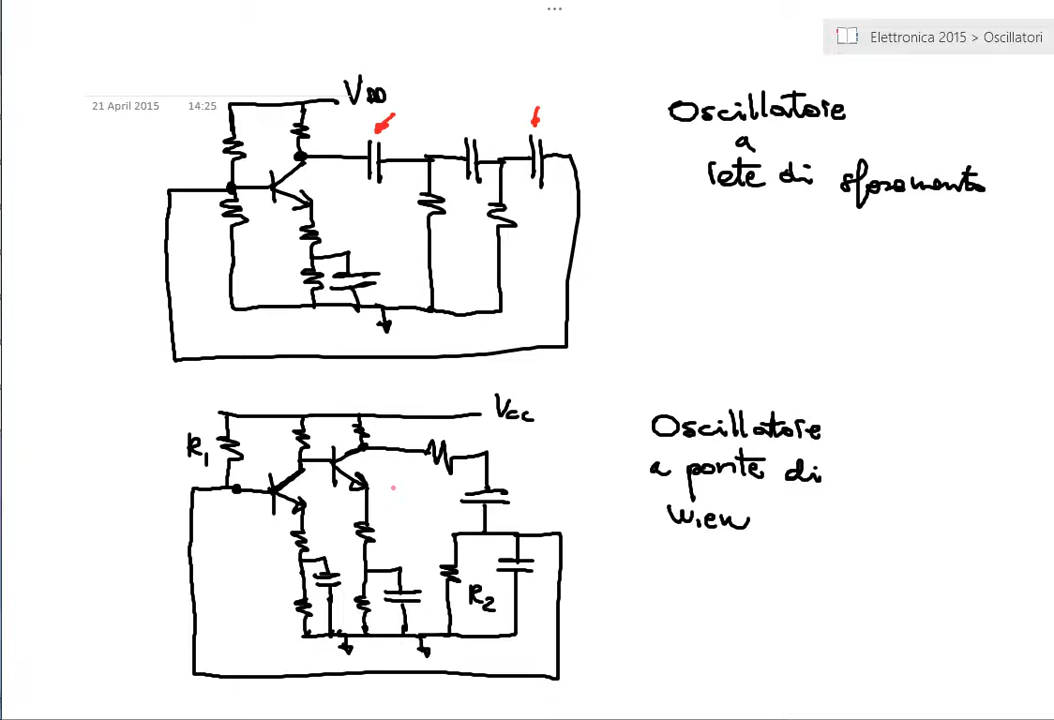 ...
Elettronica 2015 > Oscillatori
21 April 2015 14:25
VDD
Oscillatore
a
rete di sfasamento
VCC
R1
Oscillatore
a ponte di
Wien
R2